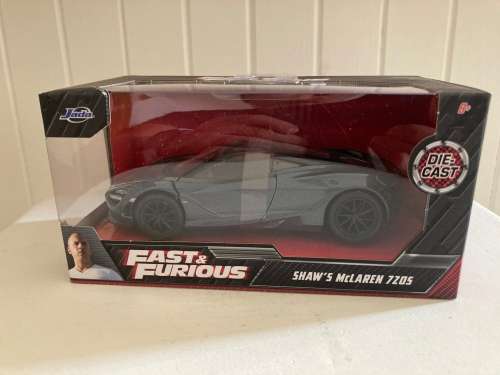 Jada
8+
DIE-
CAST
FAST &
FURIOUS
SHAW'S McLAREN 720S